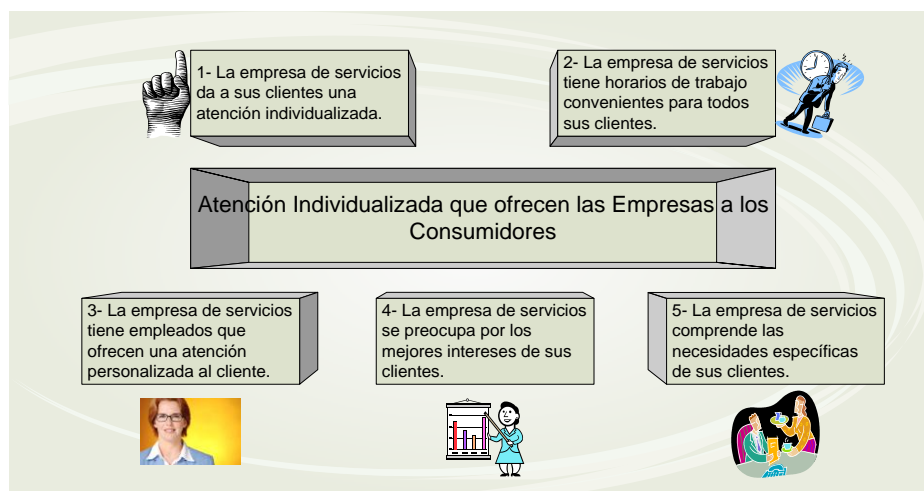 1- La empresa de servicios
da a sus clientes una
atención individualizada.
2- La empresa de servicios
tiene horarios de trabajo
convenientes para todos
sus clientes.
Atención Individualizada que ofrecen las Empresas a los
Consumidores
3- La empresa de servicios
tiene empleados que
ofrecen una atención
personalizada al cliente.
4- La empresa de servicios
se preocupa por los
mejores intereses de sus
clientes.
5- La empresa de servicios
comprende las
necesidades específicas
de sus clientes.